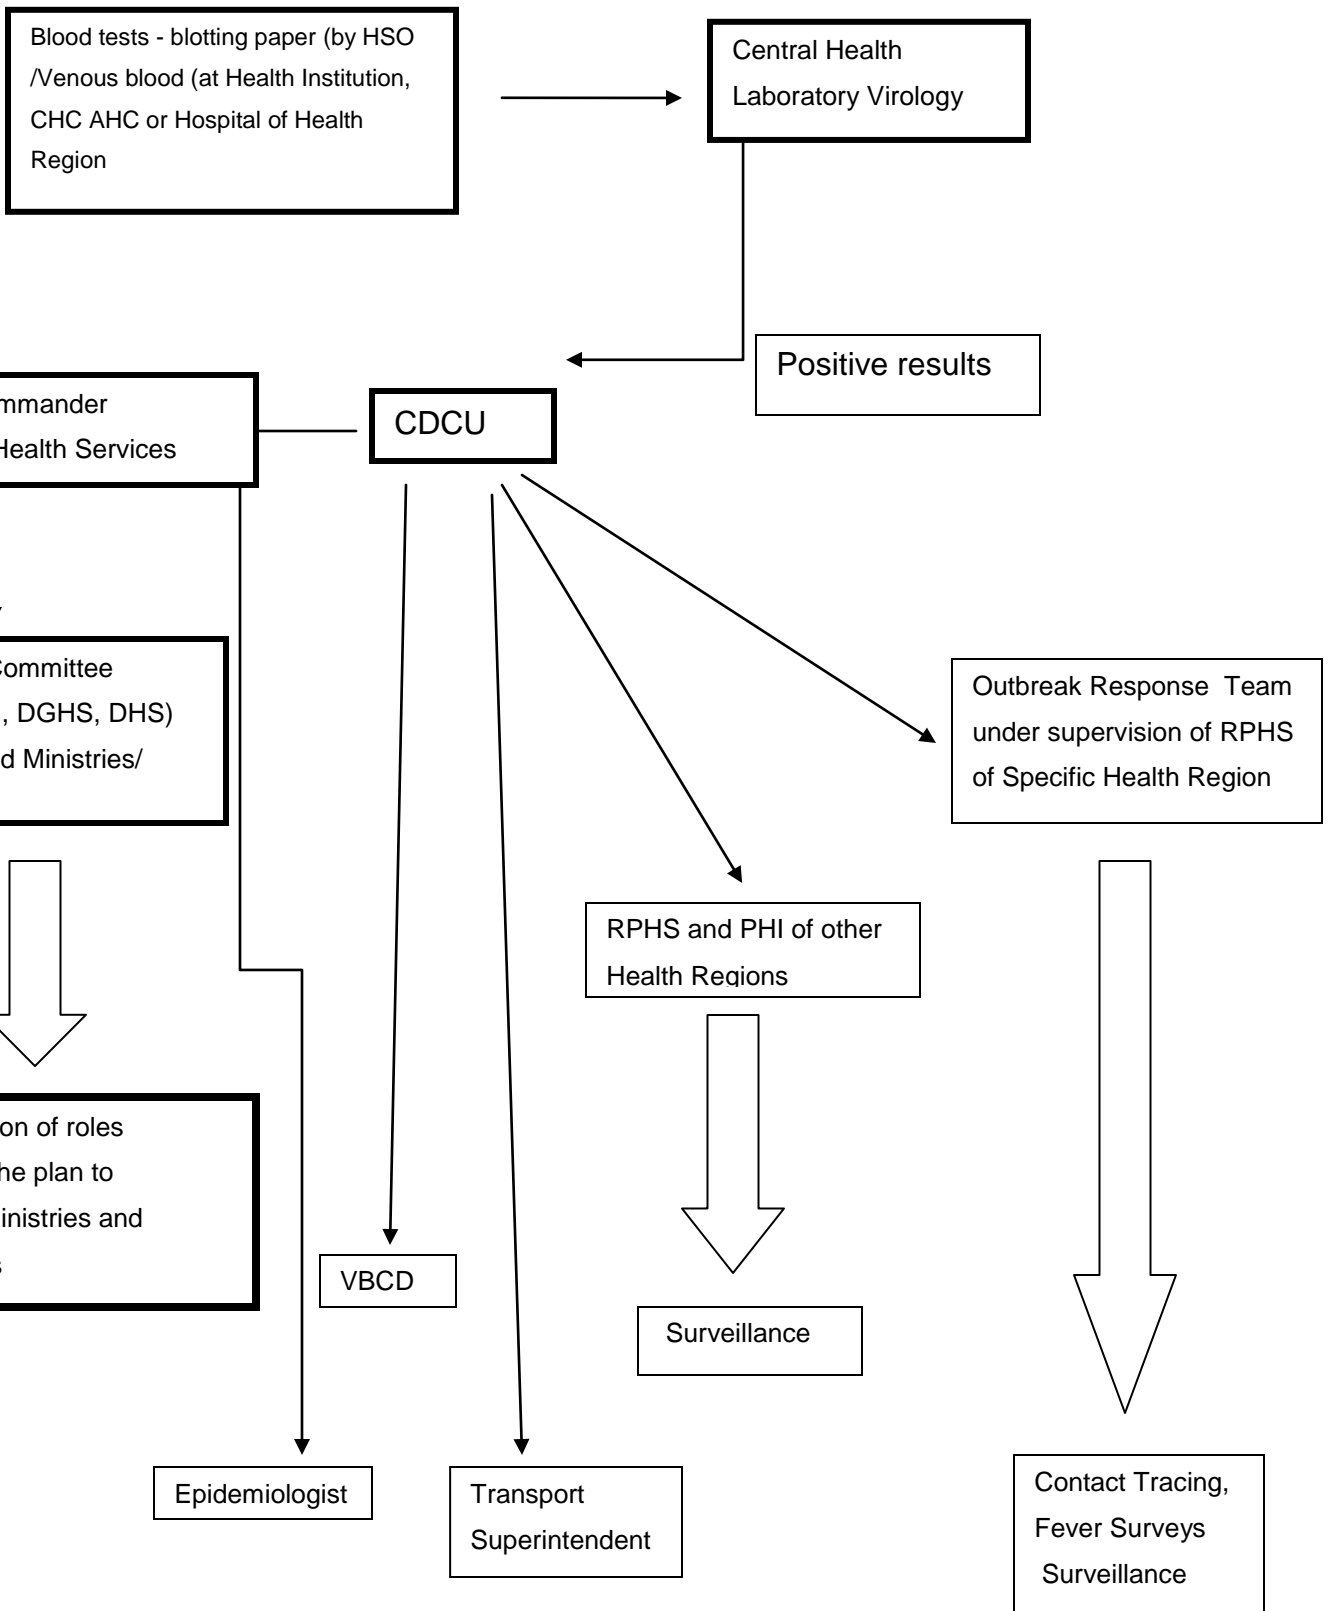 Blood tests - blotting paper (by HSO
/Venous blood (at Health Institution,
CHC AHC or Hospital of Health
Region
Central Health
Laboratory Virology
Positive results
mmander
Health Services
CDCU
Committee
, DGHS, DHS)
d Ministries/
Outbreak Response  Team
under supervision of RPHS
of Specific Health Region
RPHS and PHI of other
Health Regions
on of roles
he plan to
inistries and
s
VBCD
Surveillance
Epidemiologist
Transport
Superintendent
Contact Tracing,
Fever Surveys
Surveillance